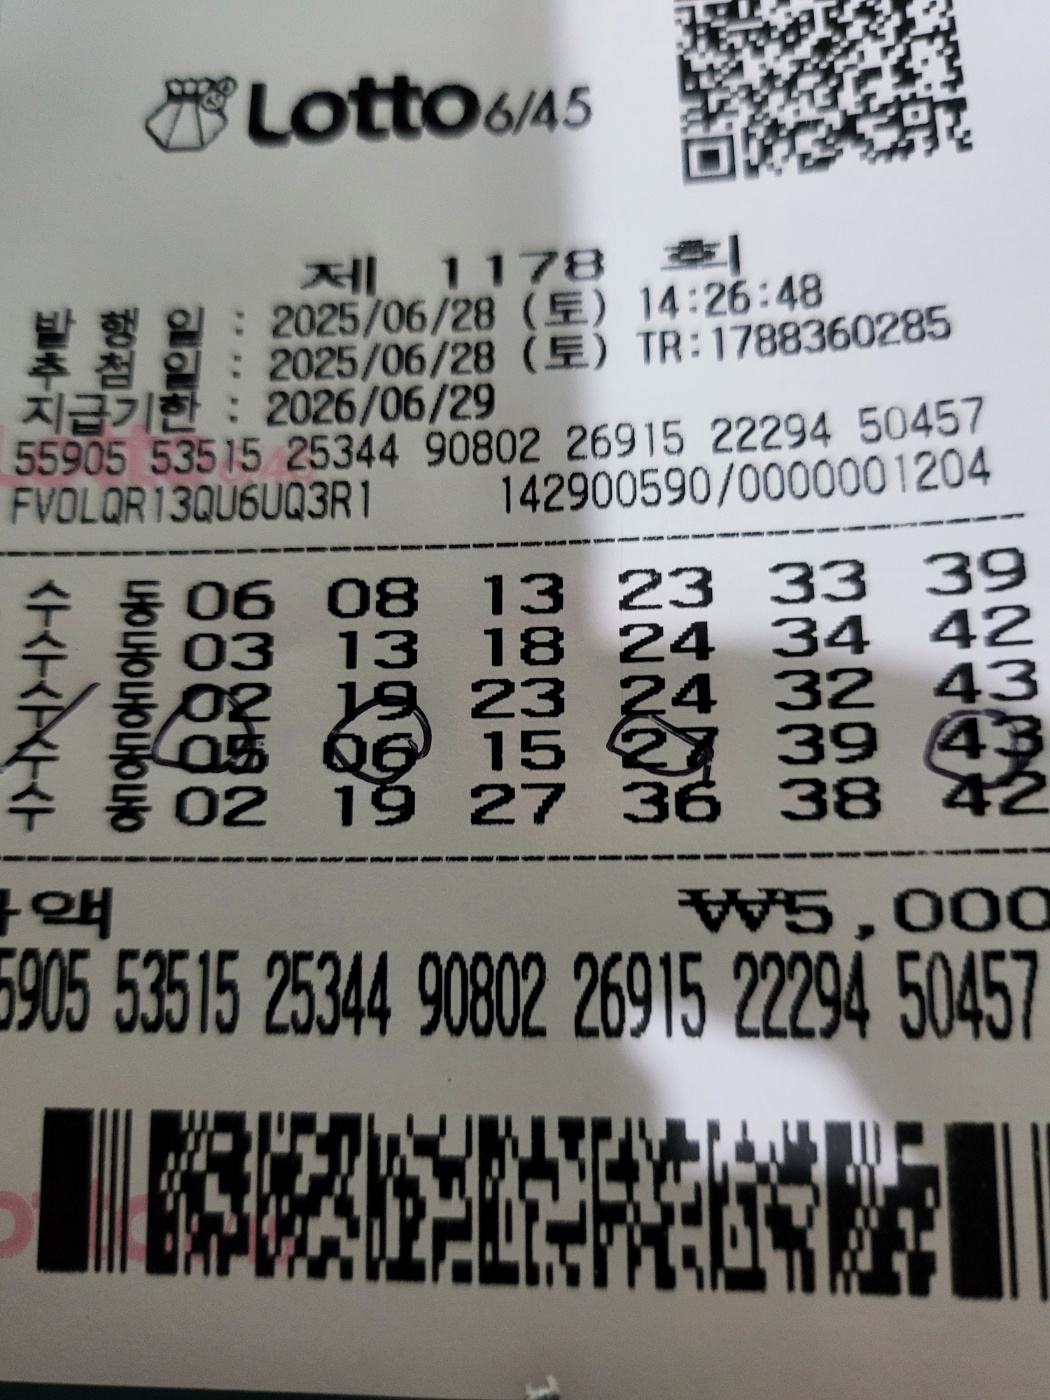 Lotto 6/45
제 1178 회
발 행 일 : 2025/06/28 (토) 14:26:48
추 첨 일 : 2025/06/28 (토) TR:1788360285
지급기한 : 2026/06/29
55905 53515 25344 90802 26915 22294 50457
FV0LQR13QU6UQ3R1 142900590/0000001204
수 동 06 08 13 23 33 39
수 동 03 13 18 24 34 42
수 동 02 19 23 24 32 43
수 동 05 06 15 27 39 43
수 동 02 19 27 36 38 42
액 ₩5,000
5905 53515 25344 90802 26915 22294 50457